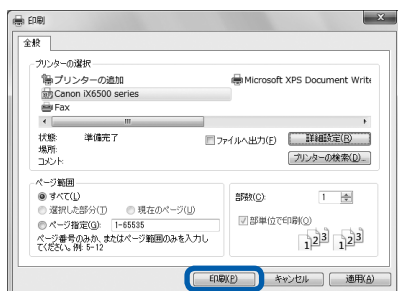 印刷
全般
プリンターの選択
プリンターの追加
Microsoft XPS Document Write
Canon iX6500 series
Fax
状態: 準備完了
ファイルへ出力(F)
詳細設定(R)
場所:
コメント:
プリンターの検索(D)...
ページ範囲
すべて(L)
選択した部分(T)
現在のページ(U)
ページ指定(G): 1-65535
ページ番号のみか、またはページ範囲のみを入力し
てください。例: 5-12
部数(C): 1
部単位で印刷(O)
1 2 3 1 2 3
印刷(P)
キャンセル
適用(A)